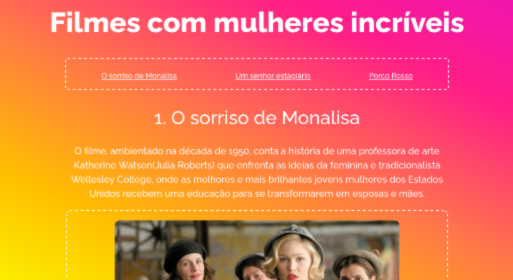 Filmes com mulheres incríveis
O sorriso de Monalisa Um senhor estagiário Porco Rosso
1. O sorriso de Monalisa
O filme, ambientado na década de 1950, conta a história de uma professora de arte
Katherine Watson(Julia Roberts) que enfrenta as ideias da feminina e tradicionalista
Wellesley College, onde as melhores e mais brilhantes jovens mulheres dos Estados
Unidos recebem uma educação para se transformarem em esposas e mães.